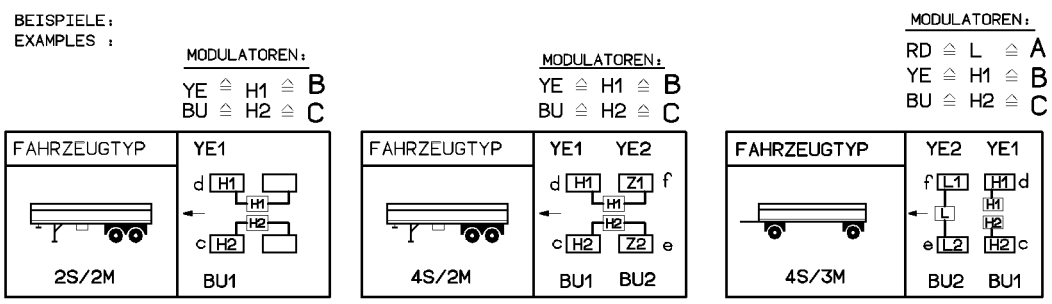 BEISPIELE:
EXAMPLES :
MODULATOREN:
YE ≙ H1 ≙ B
BU ≙ H2 ≙ C
MODULATOREN:
YE ≙ H1 ≙ B
BU ≙ H2 ≙ C
MODULATOREN:
RD ≙ L ≙ A
YE ≙ H1 ≙ B
BU ≙ H2 ≙ C
FAHRZEUGTYP
2S/2M
YE1
d H1
H1
H2
c H2
BU1
FAHRZEUGTYP
4S/2M
YE1 YE2
d H1 Z1 f
H1
H2
c H2 Z2 e
BU1 BU2
FAHRZEUGTYP
4S/3M
YE2 YE1
f L1 H1 d
H1
L
H2
e L2 H2 c
BU2 BU1